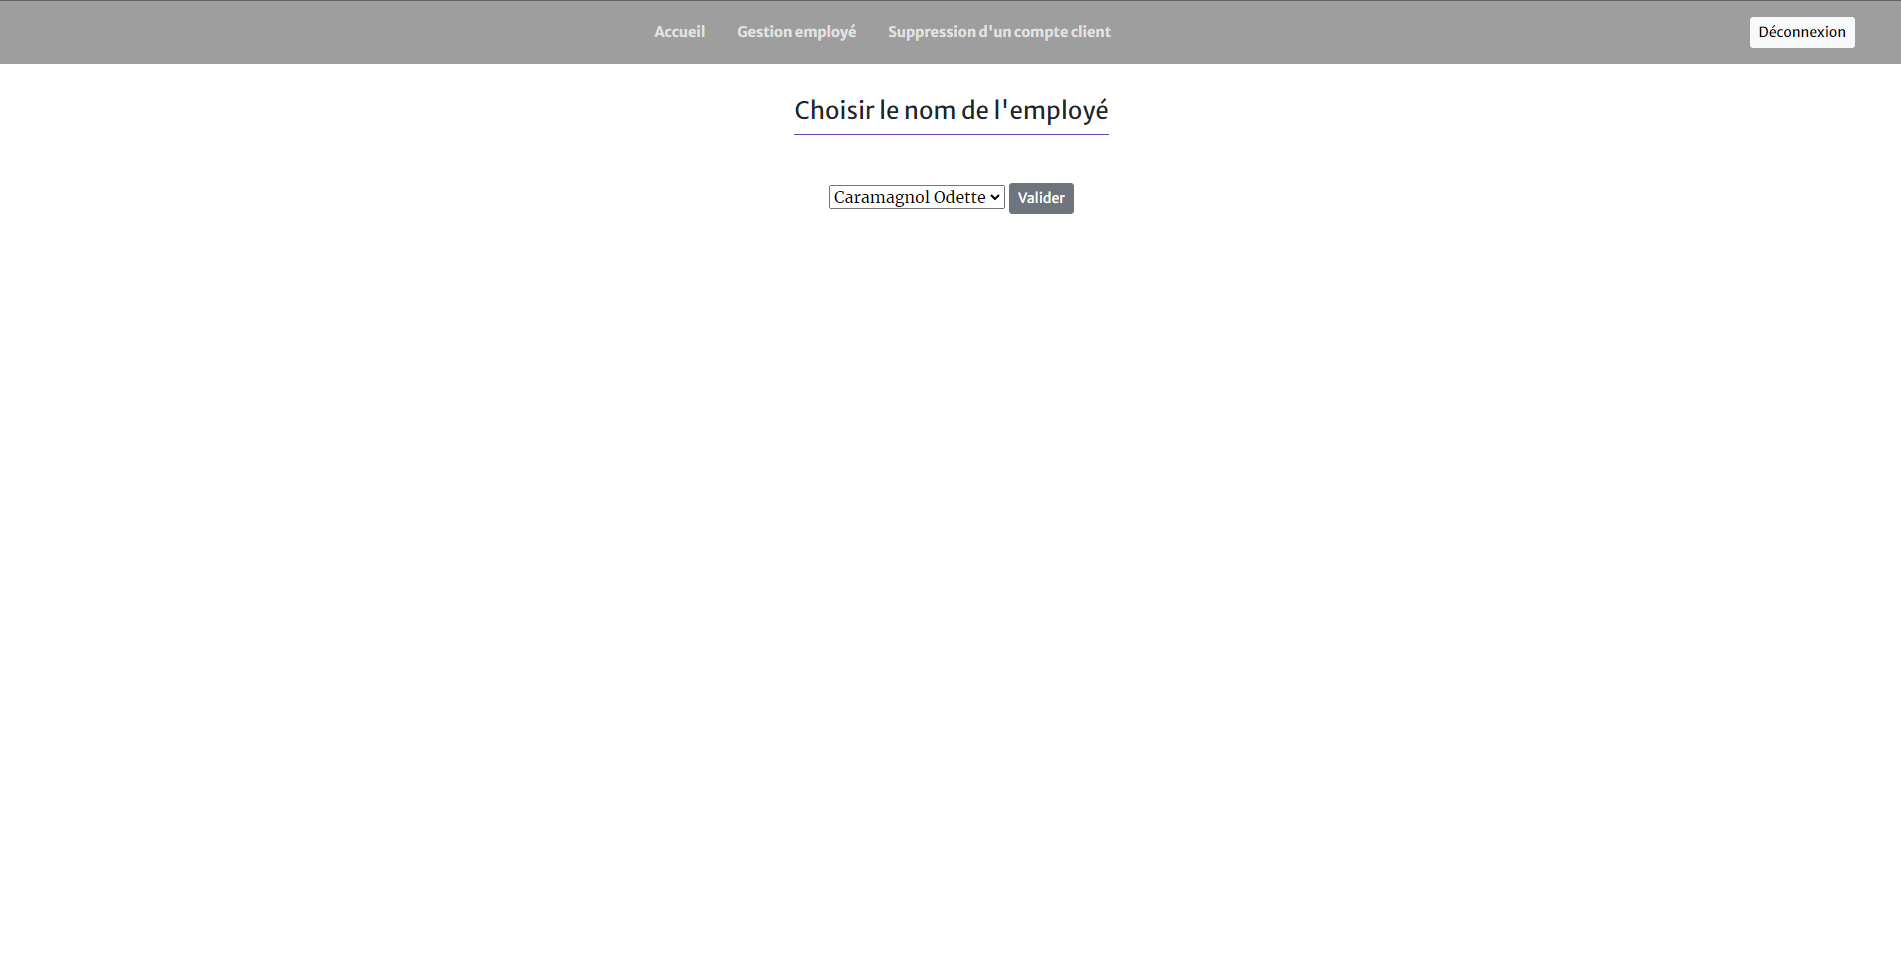 Accueil Gestion employé Suppression d'un compte client Déconnexion
Choisir le nom de l'employé
Caramagnol Odette Valider